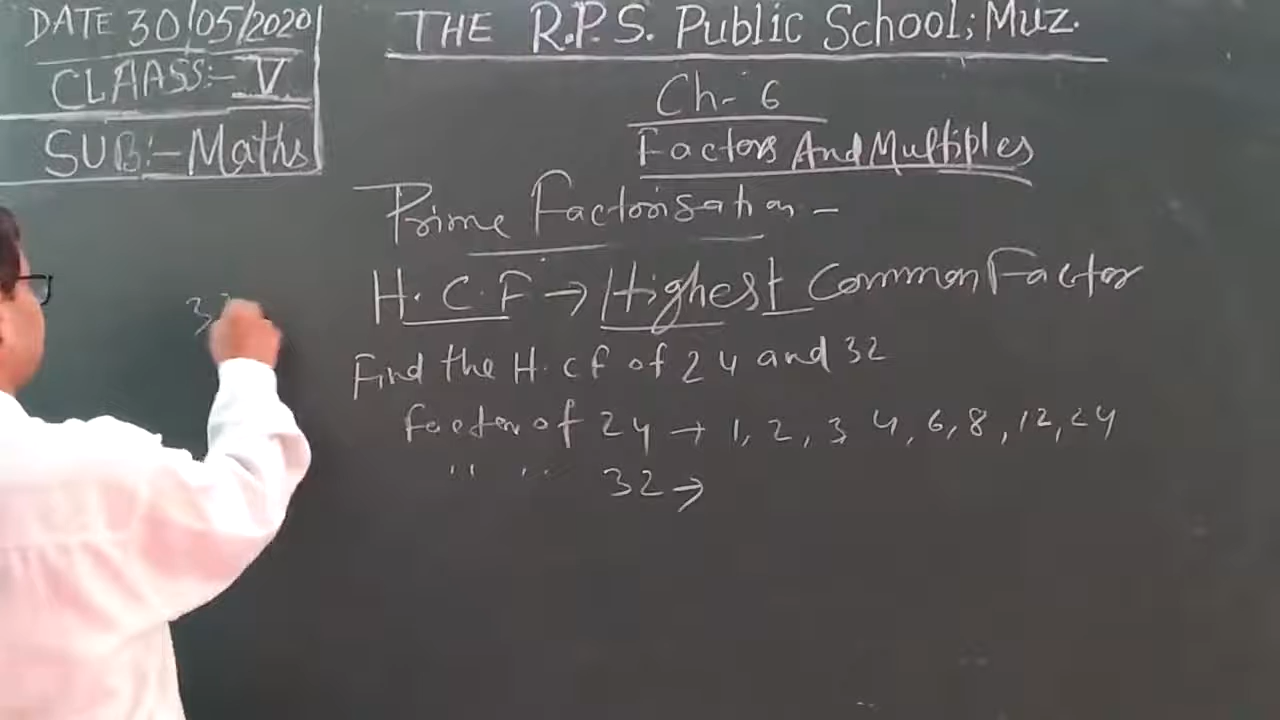 DATE 30/05/2020
CLAASS:- V
SUB:- Maths
THE R.P.S. Public School; Muz.
Ch- 6
Factors And Multiples
Prime Factorisation -
H.C.F → Highest Common Factor
Find the H.cf of 24 and 32
factor of 24 → 1, 2, 3, 4, 6, 8, 12, 24
" " 32 →